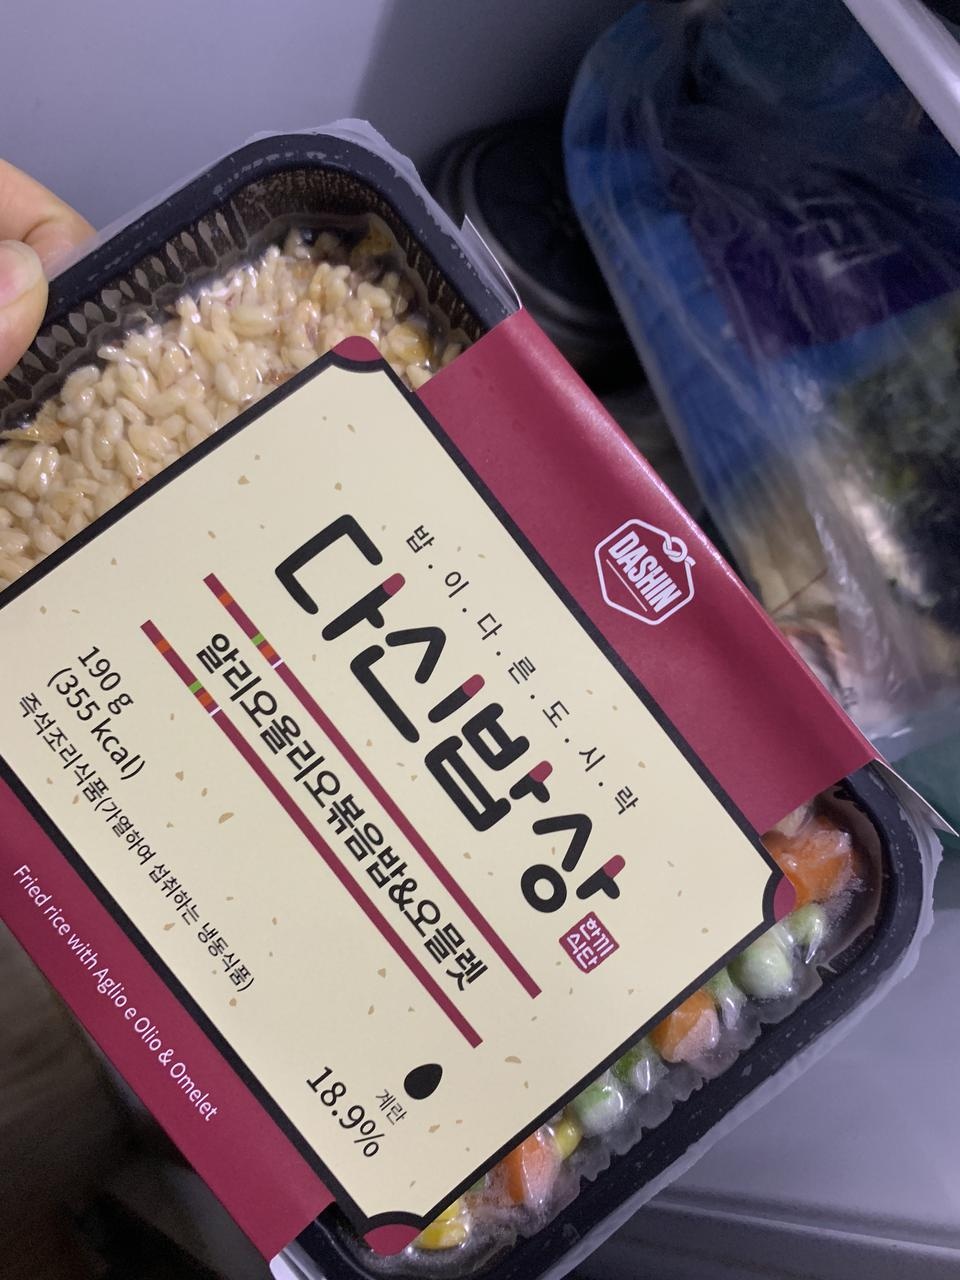 DASHIN
밥·이·다·른·도·시·락
다신밥상
한끼
식단
알리오올리오볶음밥&오믈렛
190 g
(355 kcal)
즉석조리식품(가열하여 섭취하는 냉동식품)
계란
18.9%
Fried rice with Aglio e Olio & Omelet